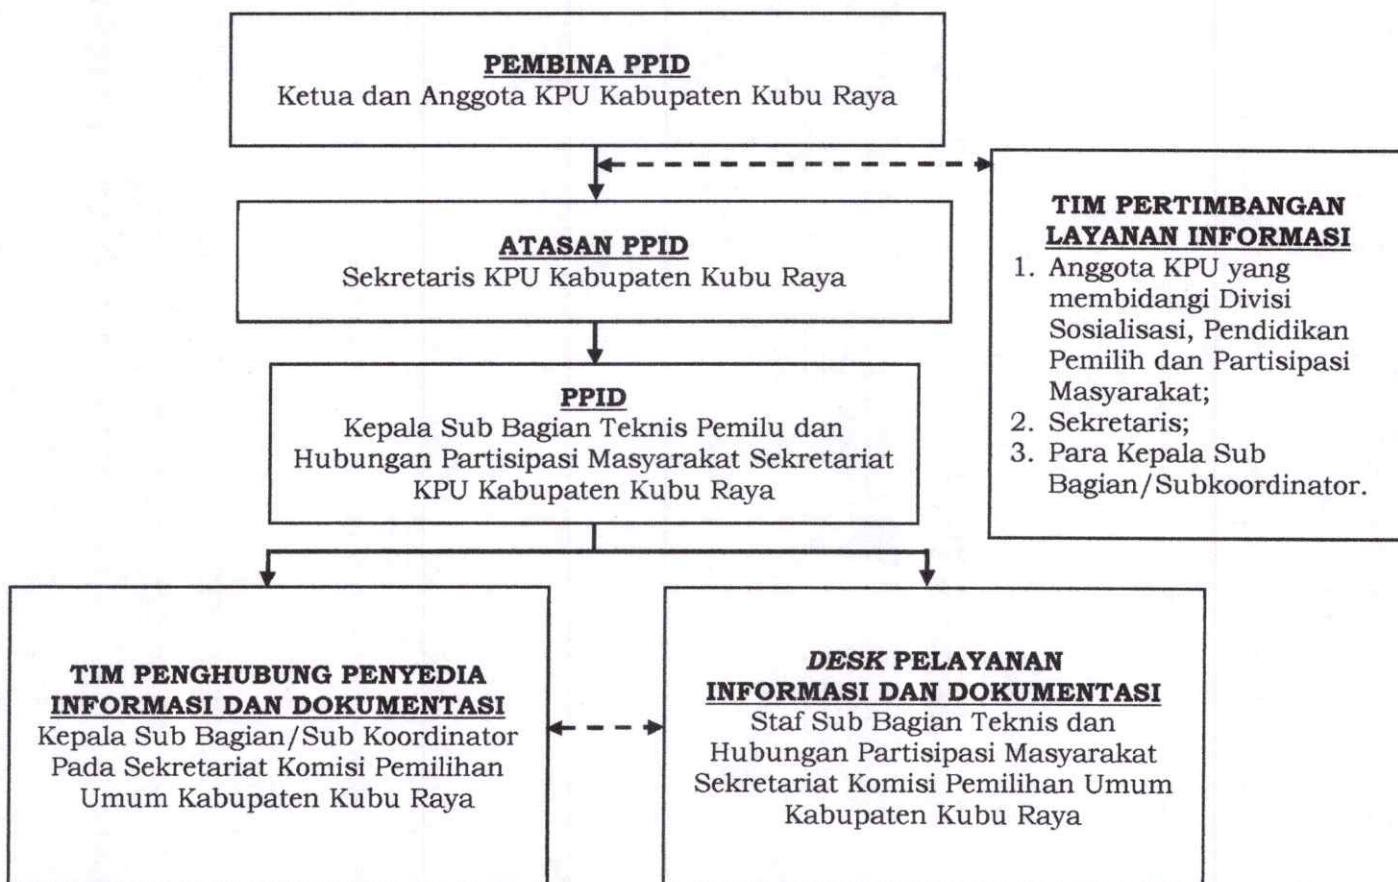 PEMBINA PPID
Ketua dan Anggota KPU Kabupaten Kubu Raya
ATASAN PPID
Sekretaris KPU Kabupaten Kubu Raya
TIM PERTIMBANGAN
LAYANAN INFORMASI
1. Anggota KPU yang
membidangi Divisi
Sosialisasi, Pendidikan
Pemilih dan Partisipasi
Masyarakat;
2. Sekretaris;
3. Para Kepala Sub
Bagian/Subkoordinator.
PPID
Kepala Sub Bagian Teknis Pemilu dan
Hubungan Partisipasi Masyarakat Sekretariat
KPU Kabupaten Kubu Raya
TIM PENGHUBUNG PENYEDIA
INFORMASI DAN DOKUMENTASI
Kepala Sub Bagian/Sub Koordinator
Pada Sekretariat Komisi Pemilihan
Umum Kabupaten Kubu Raya
DESK PELAYANAN
INFORMASI DAN DOKUMENTASI
Staf Sub Bagian Teknis dan
Hubungan Partisipasi Masyarakat
Sekretariat Komisi Pemilihan Umum
Kabupaten Kubu Raya